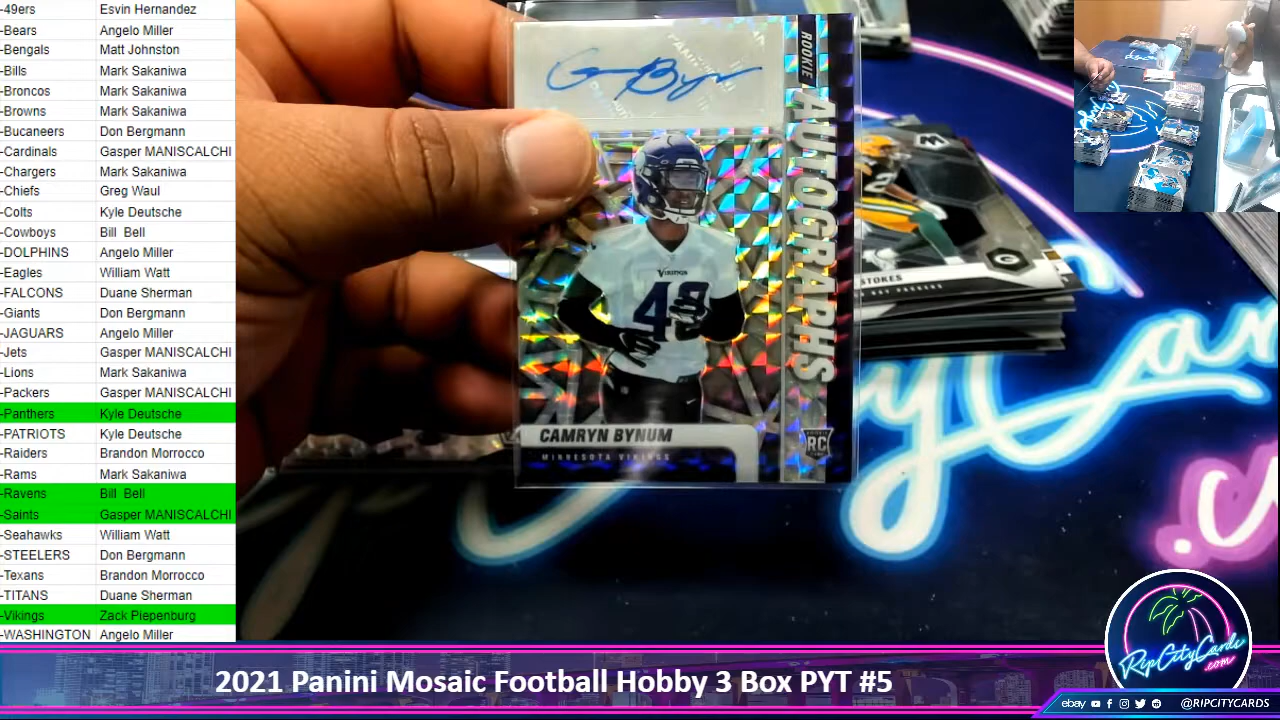 -49ers Esvin Hernandez
-Bears Angelo Miller
-Bengals Matt Johnston
-Bills Mark Sakaniwa
-Broncos Mark Sakaniwa
-Browns Mark Sakaniwa
-Bucaneers Don Bergmann
-Cardinals Gasper MANISCALCHI
-Chargers Mark Sakaniwa
-Chiefs Greg Waul
-Colts Kyle Deutsche
-Cowboys Bill Bell
-DOLPHINS Angelo Miller
-Eagles William Watt
-FALCONS Duane Sherman
-Giants Don Bergmann
-JAGUARS Angelo Miller
-Jets Gasper MANISCALCHI
-Lions Mark Sakaniwa
-Packers Gasper MANISCALCHI
-Panthers Kyle Deutsche
-PATRIOTS Kyle Deutsche
-Raiders Brandon Morrocco
-Rams Mark Sakaniwa
-Ravens Bill Bell
-Saints Gasper MANISCALCHI
-Seahawks William Watt
-STEELERS Don Bergmann
-Texans Brandon Morrocco
-TITANS Duane Sherman
-Vikings Zack Piepenburg
-WASHINGTON Angelo Miller
ROOKIE
AUTOGRAPHS
VIKINGS
49
CAMRYN BYNUM
MINNESOTA VIKINGS
RC
STOKES
G
RipCityCards
.com
2021 Panini Mosaic Football Hobby 3 Box PYT #5
ebay @RIPCITYCARDS